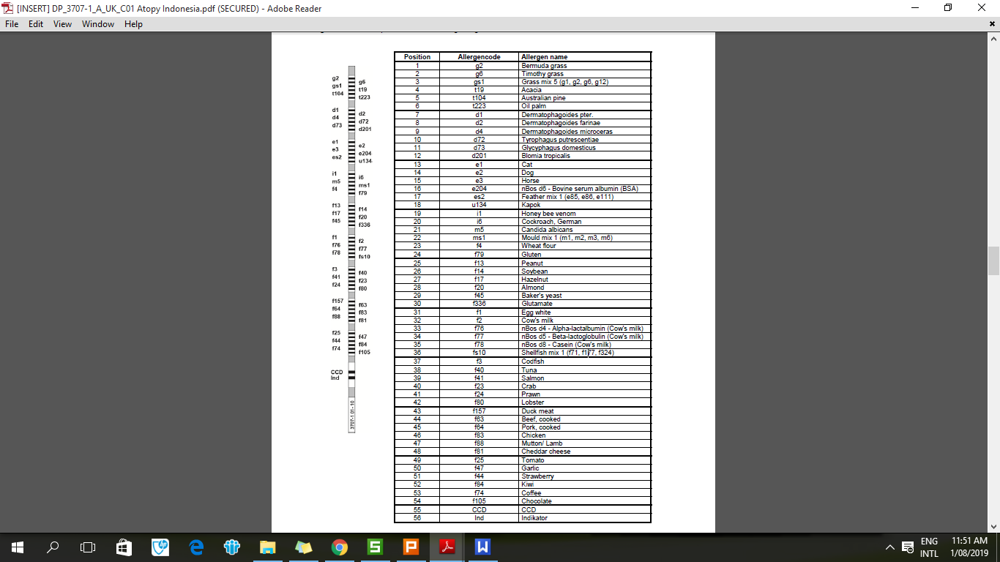 [INSERT] DP_3707-1_A_UK_C01 Atopy Indonesia.pdf (SECURED) - Adobe Reader
File Edit View Window Help
g2
g6
gs1
t19
t104
t223
d1
d2
d4
d72
d73
d201
e1
e2
e3
e204
es2
u134
i1
i6
m5
ms1
f4
f79
f13
f14
f17
f20
f45
f336
f1
f2
f76
f77
f78
fs10
f3
f40
f41
f23
f24
f80
f157
f63
f64
f83
f88
f81
f25
f47
f44
f84
f74
f105
CCD
Ind
3707-1 01-10
Position Allergencode Allergen name
1 g2 Bermuda grass
2 g6 Timothy grass
3 gs1 Grass mix 5 (g1, g2, g6, g12)
4 t19 Acacia
5 t104 Australian pine
6 t223 Oil palm
7 d1 Dermatophagoides pter.
8 d2 Dermatophagoides farinae
9 d4 Dermatophagoides microceras
10 d72 Tyrophagus putrescentiae
11 d73 Glycyphagus domesticus
12 d201 Blomia tropicalis
13 e1 Cat
14 e2 Dog
15 e3 Horse
16 e204 nBos d6 - Bovine serum albumin (BSA)
17 es2 Feather mix 1 (e85, e86, e111)
18 u134 Kapok
19 i1 Honey bee venom
20 i6 Cockroach, German
21 m5 Candida albicans
22 ms1 Mould mix 1 (m1, m2, m3, m6)
23 f4 Wheat flour
24 f79 Gluten
25 f13 Peanut
26 f14 Soybean
27 f17 Hazelnut
28 f20 Almond
29 f45 Baker's yeast
30 f336 Glutamate
31 f1 Egg white
32 f2 Cow's milk
33 f76 nBos d4 - Alpha-lactalbumin (Cow's milk)
34 f77 nBos d5 - Beta-lactoglobulin (Cow's milk)
35 f78 nBos d8 - Casein (Cow's milk)
36 fs10 Shellfish mix 1 (f71, f177, f324)
37 f3 Codfish
38 f40 Tuna
39 f41 Salmon
40 f23 Crab
41 f24 Prawn
42 f80 Lobster
43 f157 Duck meat
44 f63 Beef, cooked
45 f64 Pork, cooked
46 f83 Chicken
47 f88 Mutton/ Lamb
48 f81 Cheddar cheese
49 f25 Tomato
50 f47 Garlic
51 f44 Strawberry
52 f84 Kiwi
53 f74 Coffee
54 f105 Chocolate
55 CCD CCD
56 Ind Indikator
ENG 11:51 AM
INTL 1/08/2019